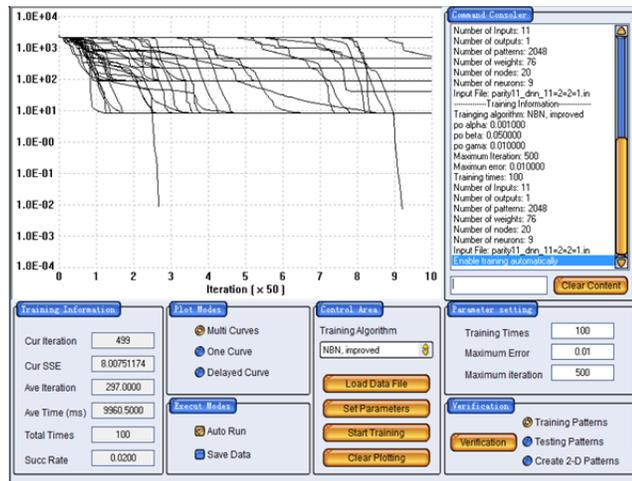 1.0E+04
1.0E+03
1.0E+02
1.0E+01
1.0E-00
1.0E-01
1.0E-02
1.0E-03
1.0E-04
0 1 2 3 4 5 6 7 8 9 10
Iteration [ x 50 ]
Command Consoler
Number of Inputs: 11
Number of outputs: 1
Number of patterns: 2048
Number of weights: 76
Number of nodes: 20
Number of neurons: 9
Input File: parity11_dnn_11=2=2=1.in
---------------Training Information---------------
Trainging algorithm: NBN, improved
po alpha: 0.001000
po beta: 0.050000
po gama: 0.010000
Maximum Iteration: 500
Maximun error: 0.010000
Training times: 100
Number of Inputs: 11
Number of outputs: 1
Number of patterns: 2048
Number of weights: 76
Number of nodes: 20
Number of neurons: 9
Input File: parity11_dnn_11=2=2=1.in
Enable training automatically
Clear Content
Training Information
Cur Iteration 499
Cur SSE 8.00751174
Ave Iteration 297.0000
Ave Time (ms) 9960.5000
Total Times 100
Succ Rate 0.0200
Plot Modes
Multi Curves
One Curve
Delayed Curve
Execut Modes
Auto Run
Save Data
Control Area
Training Algorithm
NBN, improved
Load Data File
Set Parameters
Start Training
Clear Plotting
Parameter setting
Training Times 100
Maximum Error 0.01
Maximum iteration 500
Verification
Verification
Training Patterns
Testing Patterns
Create 2-D Patterns